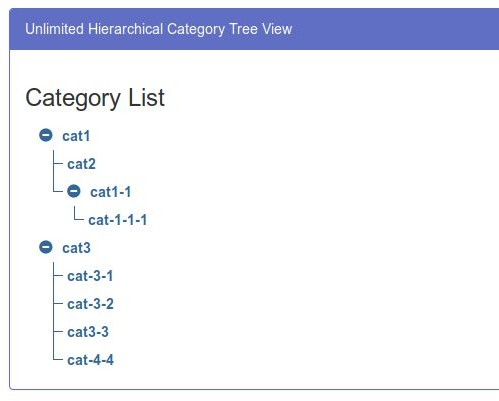 Unlimited Hierarchical Category Tree View
Category List
cat1
cat2
cat1-1
cat-1-1-1
cat3
cat-3-1
cat-3-2
cat3-3
cat-4-4